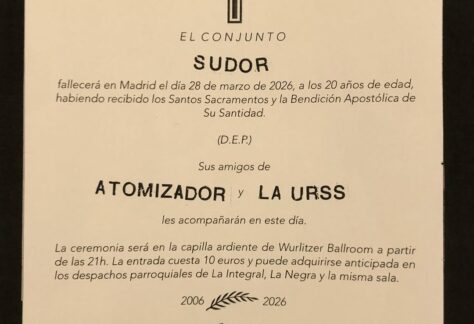 EL CONJUNTO
SUDOR
fallecerá en Madrid el día 28 de marzo de 2026, a los 20 años de edad,
habiendo recibido los Santos Sacramentos y la Bendición Apostólica de
Su Santidad.
(D.E.P.)
Sus amigos de
ATOMIZADOR y LA URSS
les acompañarán en este día.
La ceremonia será en la capilla ardiente de Wurlitzer Ballroom a partir
de las 21h. La entrada cuesta 10 euros y puede adquirirse anticipada en
los despachos parroquiales de La Integral, La Negra y la misma sala.
2006 2026